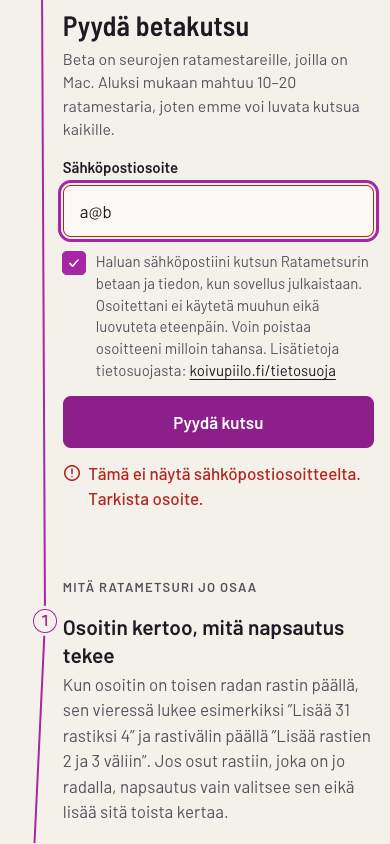 Pyydä betakutsu
Beta on seurojen ratamestareille, joilla on
Mac. Aluksi mukaan mahtuu 10–20
ratamestaria, joten emme voi luvata kutsua
kaikille.
Sähköpostiosoite
a@b
Haluan sähköpostiini kutsun Ratametsurin
betaan ja tiedon, kun sovellus julkaistaan.
Osoitettani ei käytetä muuhun eikä
luovuteta eteenpäin. Voin poistaa
osoitteeni milloin tahansa. Lisätietoja
tietosuojasta: koivupiilo.fi/tietosuoja
Pyydä kutsu
Tämä ei näytä sähköpostiosoitteelta.
Tarkista osoite.
MITÄ RATAMETSURI JO OSAA
1
Osoitin kertoo, mitä napsautus
tekee
Kun osoitin on toisen radan rastin päällä,
sen vieressä lukee esimerkiksi ”Lisää 31
rastiksi 4” ja rastivälin päällä ”Lisää rastien
2 ja 3 väliin”. Jos osut rastiin, joka on jo
radalla, napsautus vain valitsee sen eikä
lisää sitä toista kertaa.